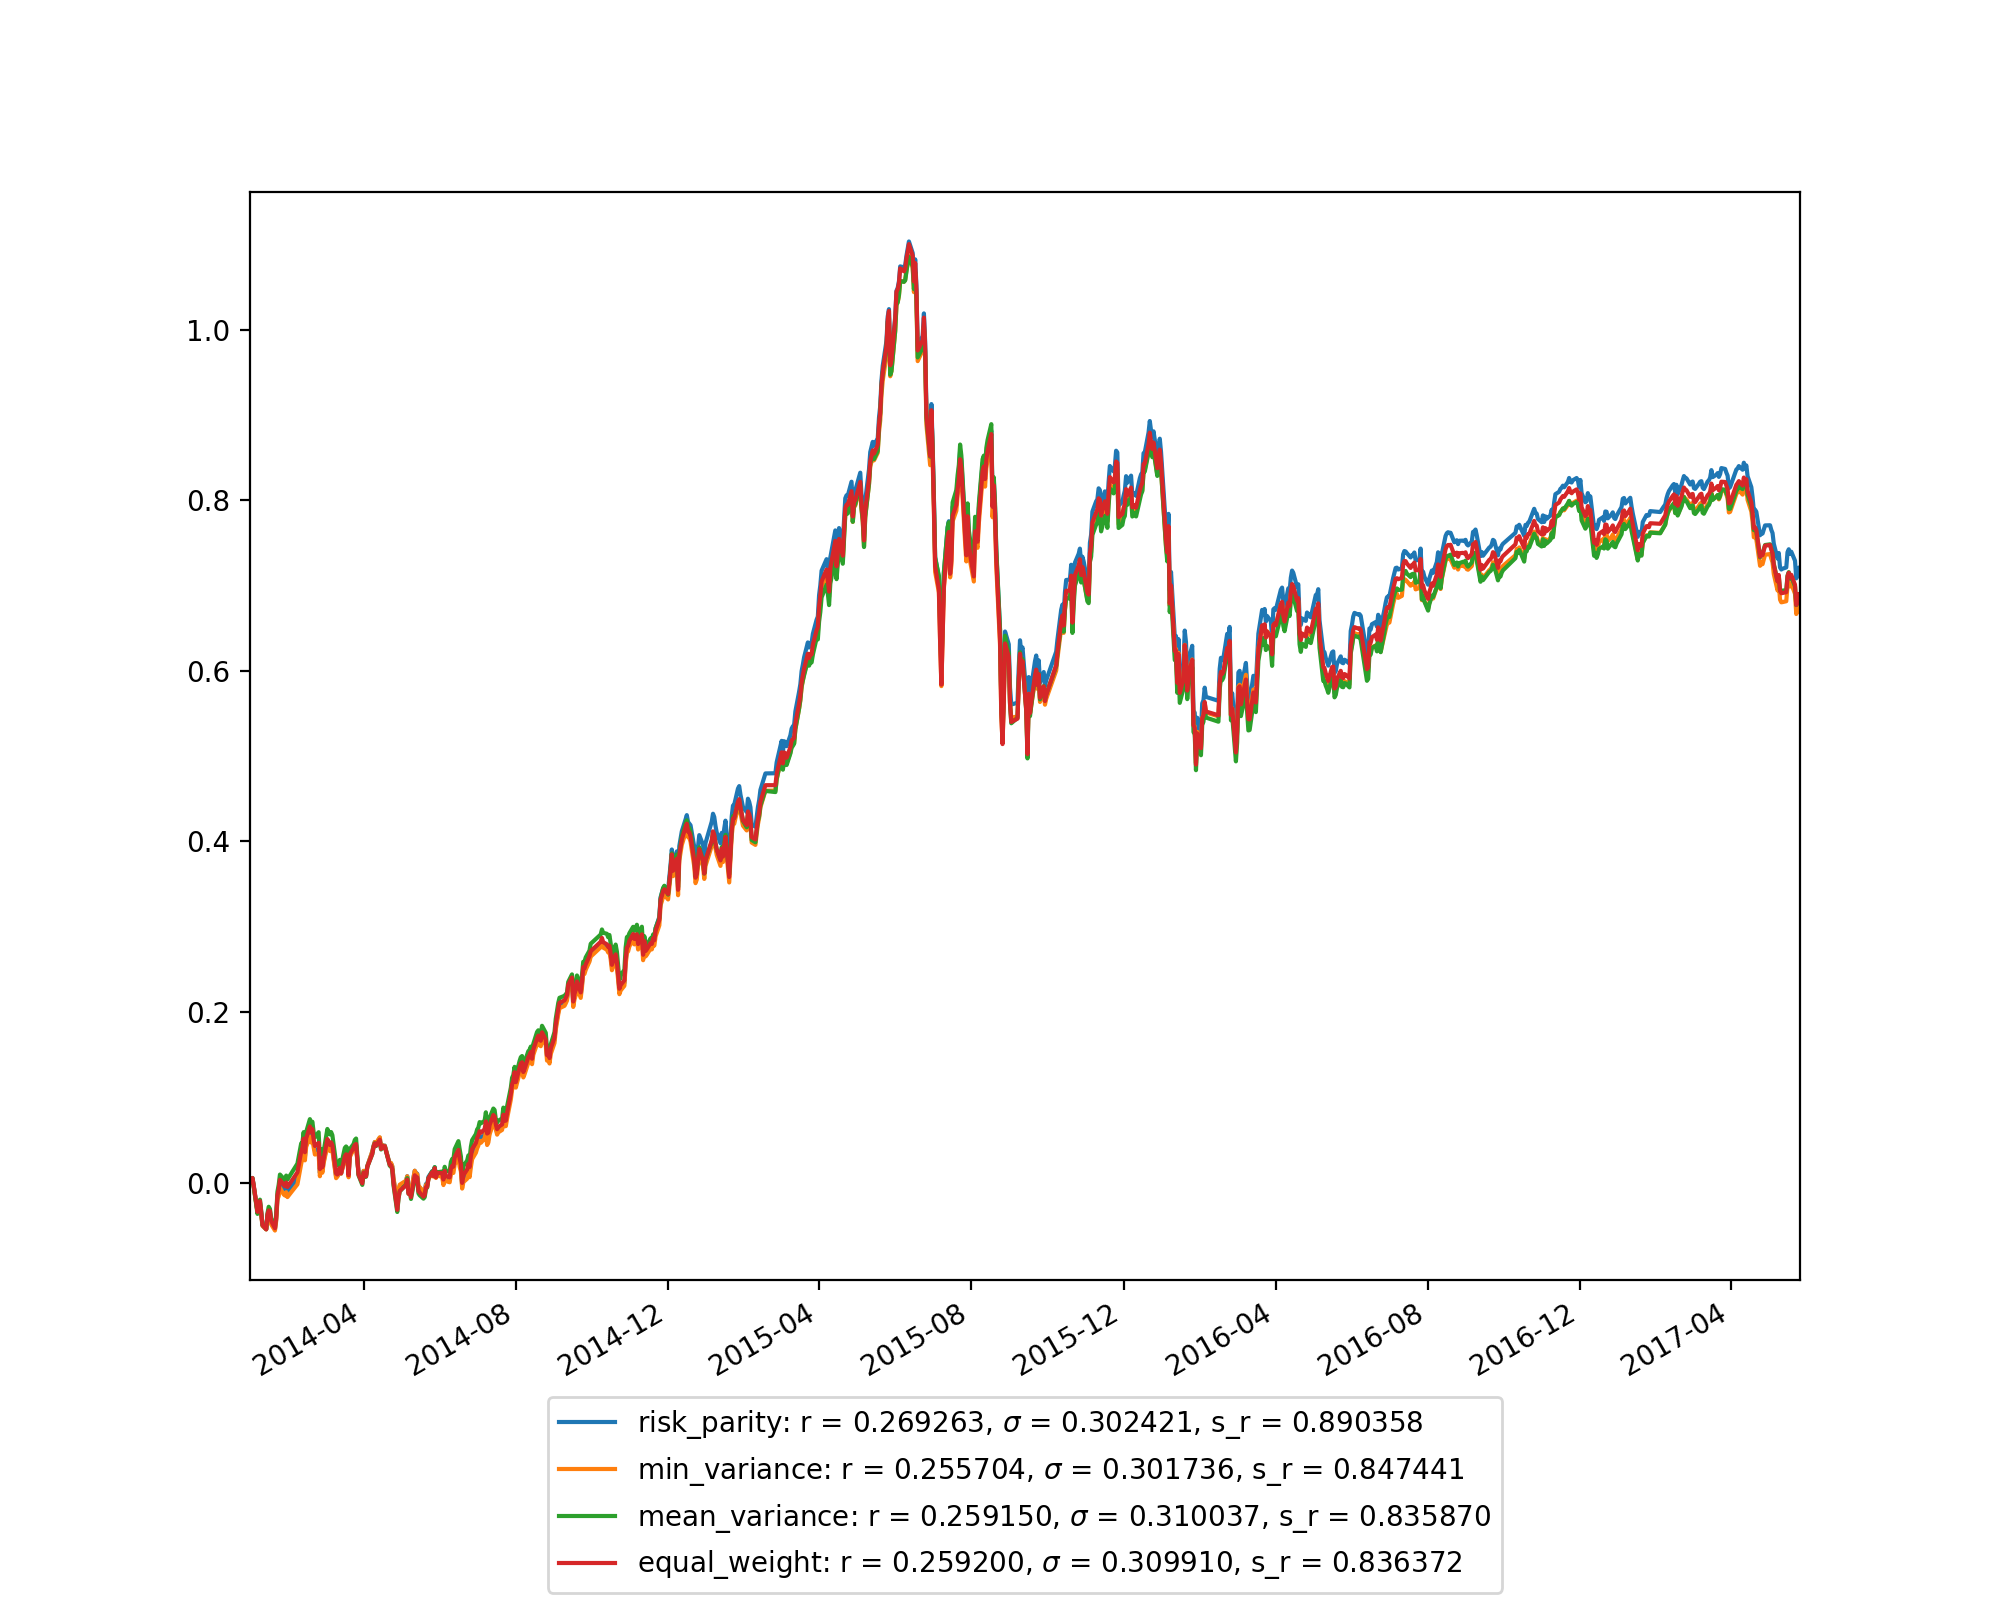 1.0
0.8
0.6
0.4
0.2
0.0
2014-04 2014-08 2014-12 2015-04 2015-08 2015-12 2016-04 2016-08 2016-12 2017-04
risk_parity: r = 0.269263, σ = 0.302421, s_r = 0.890358
min_variance: r = 0.255704, σ = 0.301736, s_r = 0.847441
mean_variance: r = 0.259150, σ = 0.310037, s_r = 0.835870
equal_weight: r = 0.259200, σ = 0.309910, s_r = 0.836372